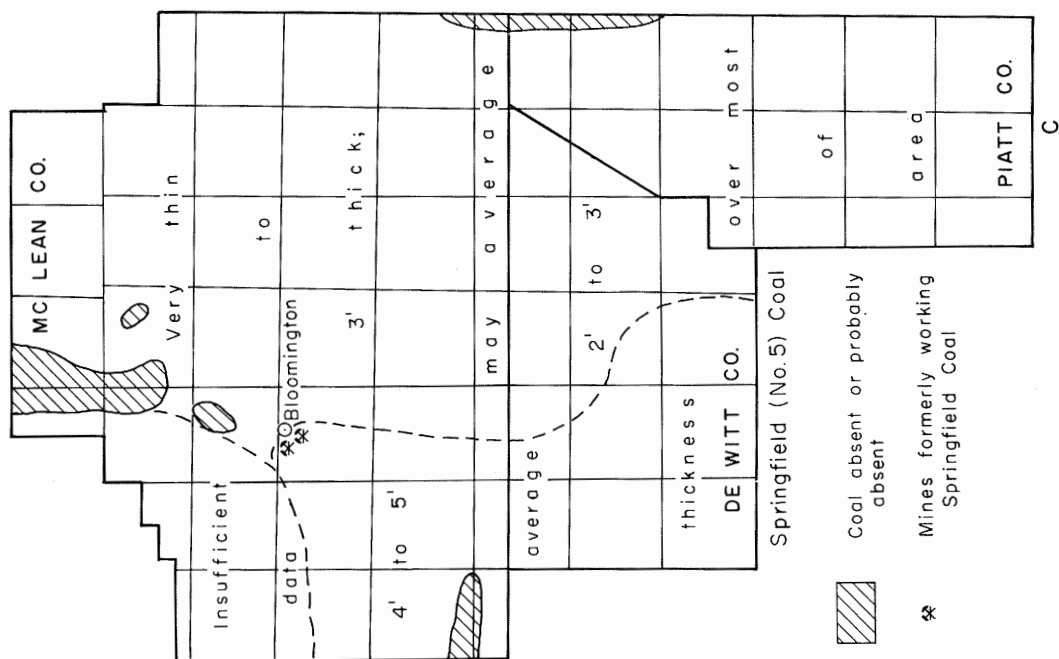 MC LEAN CO.
Very thin
to
3' thick;
may average
2' to 3'
over most
of
area
Insufficient
data
Bloomington
4' to 5'
average
thickness
DE WITT CO.
PIATT CO.
Springfield (No. 5) Coal
Coal absent or probably
absent
Mines formerly working
Springfield Coal
C